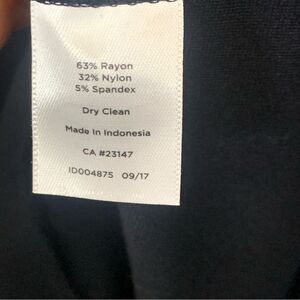 63% Rayon
32% Nylon
5% Spandex
Dry Clean
Made In Indonesia
CA #23147
ID004875 09/17